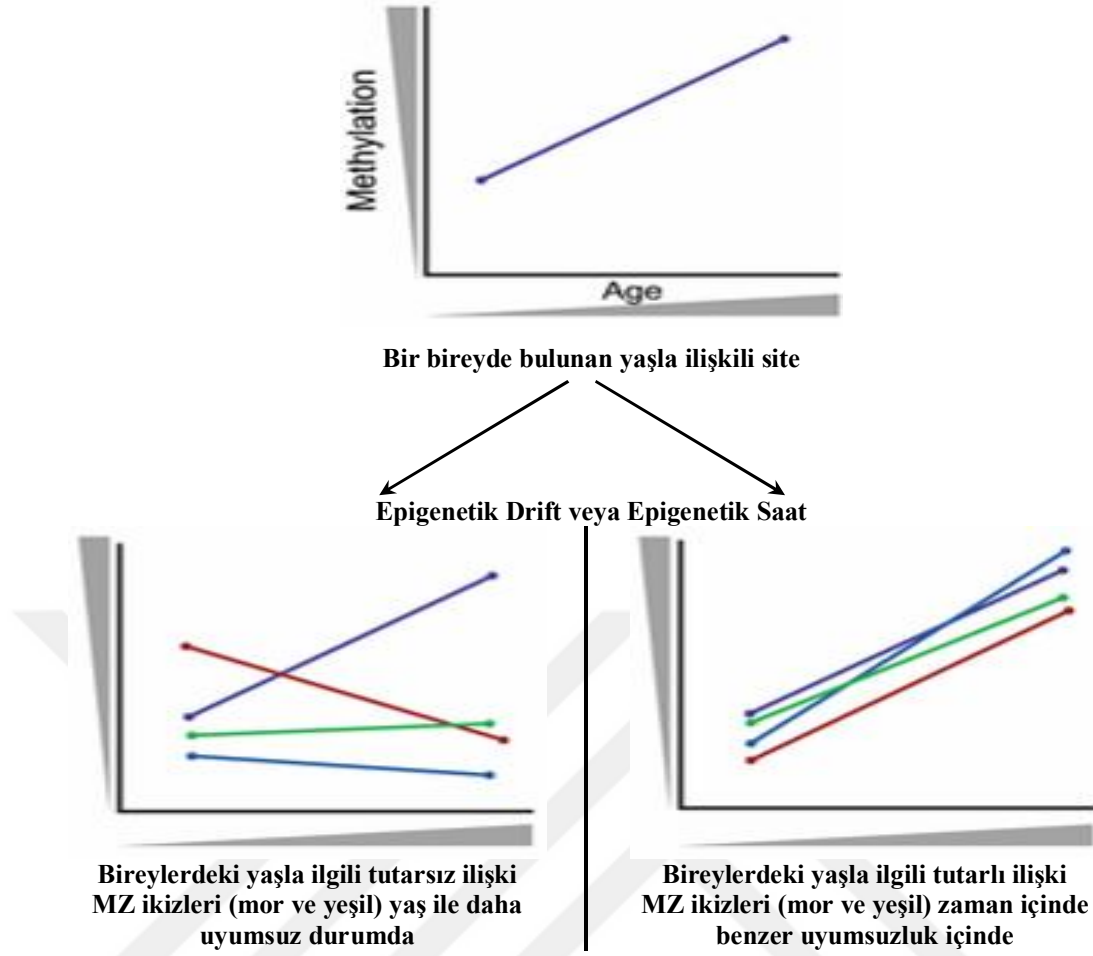 Methylation
Age
Bir bireyde bulunan yaşla ilişkili site
Epigenetik Drift veya Epigenetik Saat
Bireylerdeki yaşla ilgili tutarsız ilişki
MZ ikizleri (mor ve yeşil) yaş ile daha
uyumsuz durumda
Bireylerdeki yaşla ilgili tutarlı ilişki
MZ ikizleri (mor ve yeşil) zaman içinde
benzer uyumsuzluk içinde